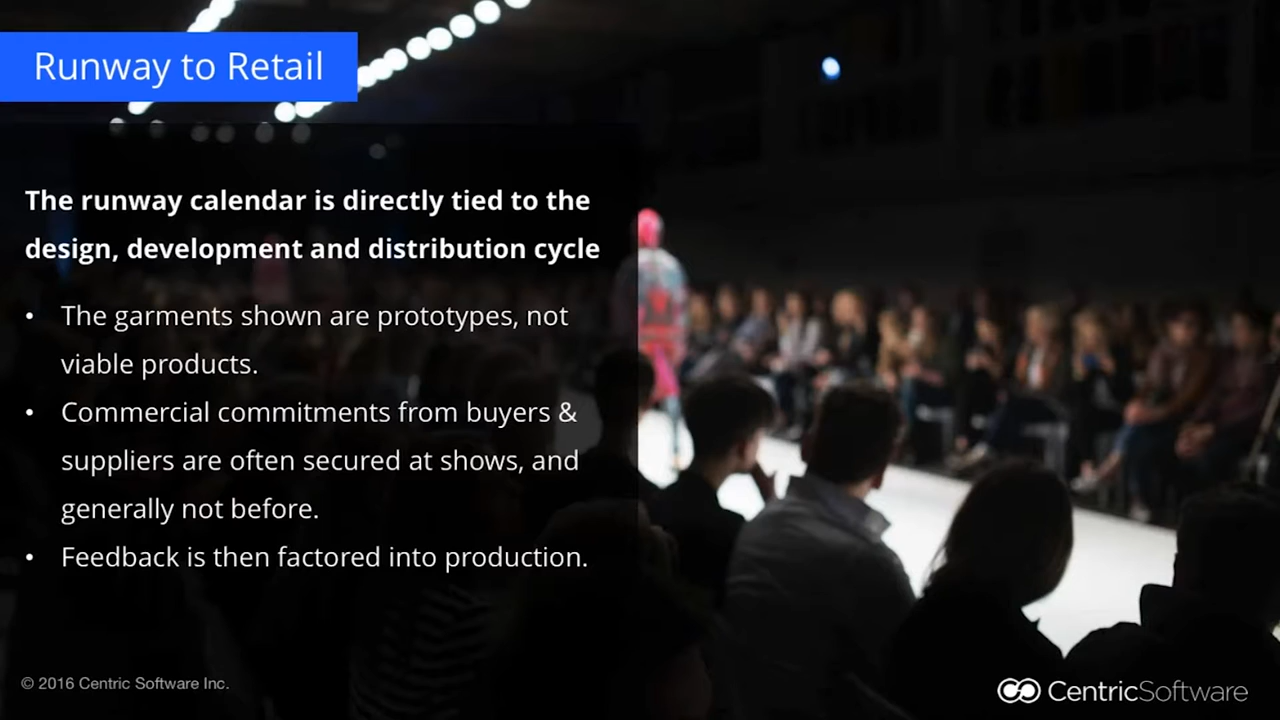 Runway to Retail
The runway calendar is directly tied to the
design, development and distribution cycle
• The garments shown are prototypes, not
viable products.
• Commercial commitments from buyers &
suppliers are often secured at shows, and
generally not before.
• Feedback is then factored into production.
© 2016 Centric Software Inc.
CentricSoftware